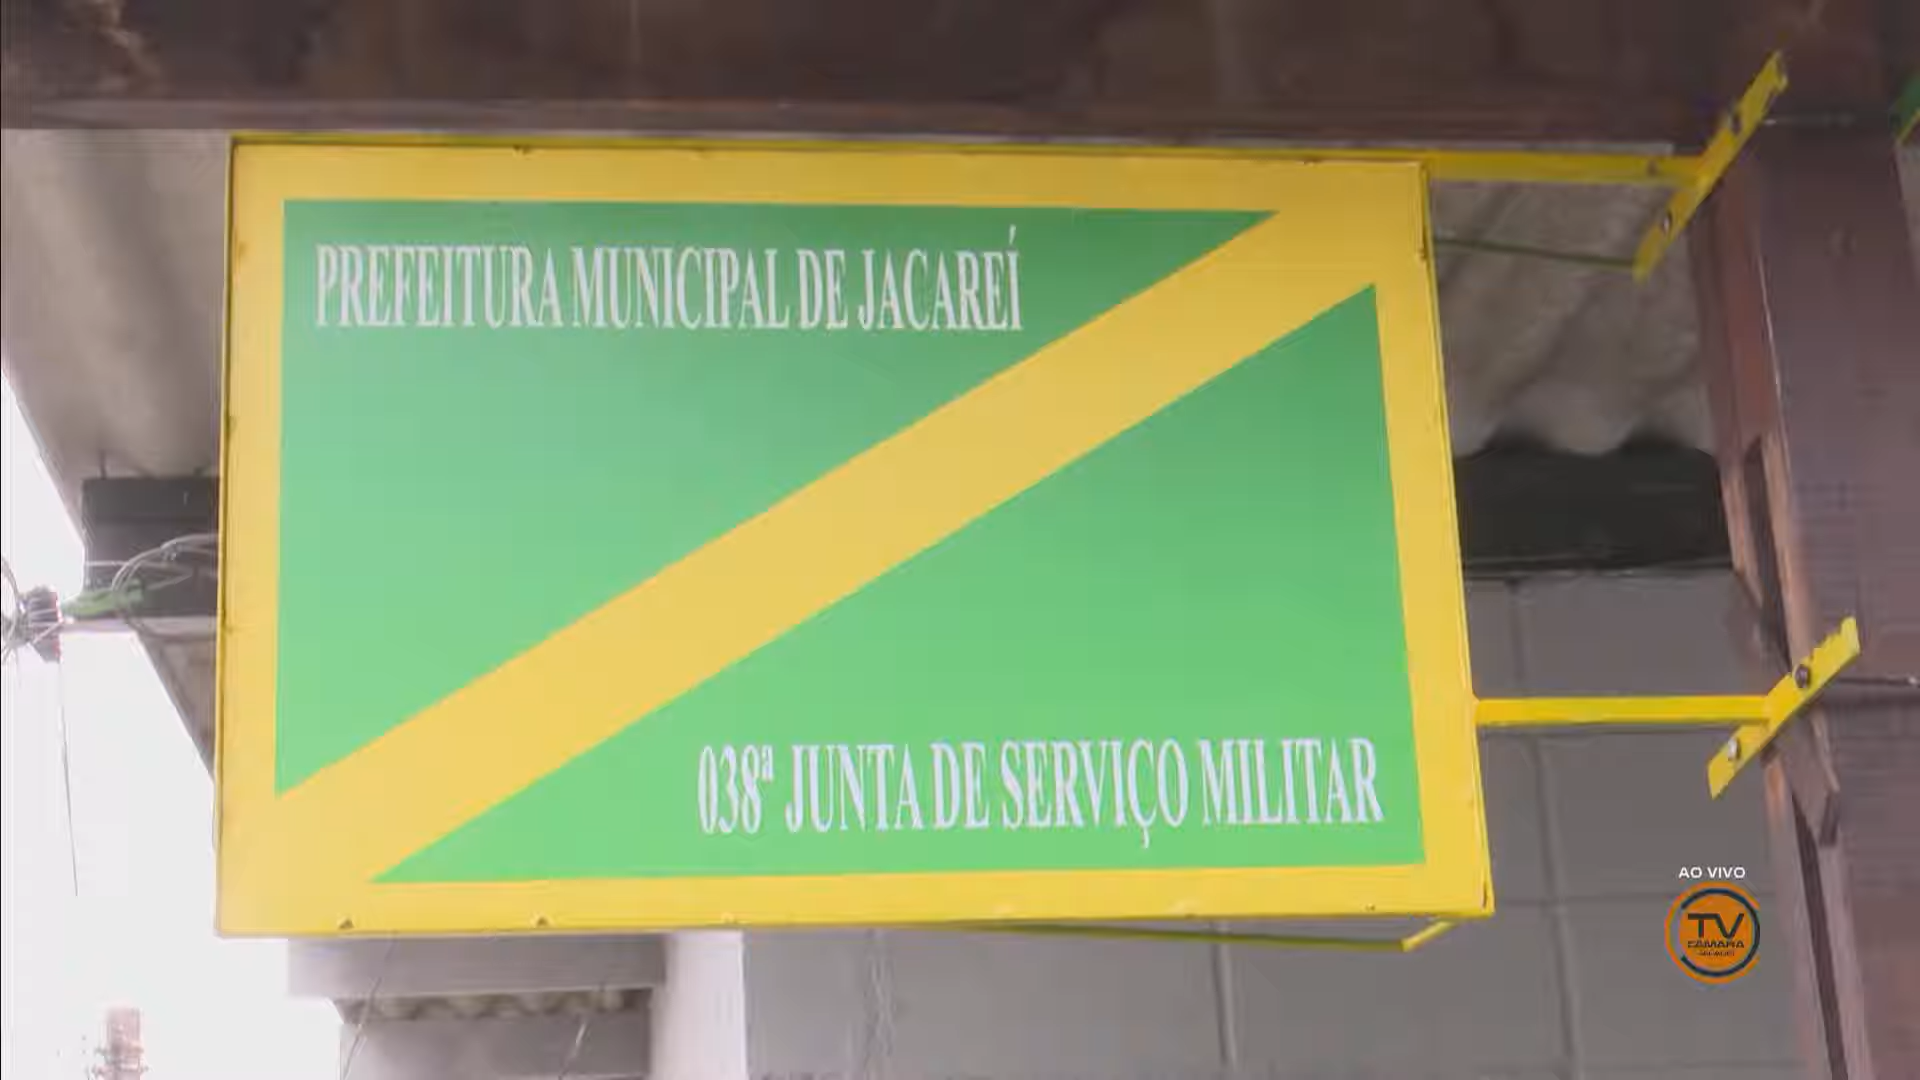 PREFEITURA MUNICIPAL DE JACAREÍ
038ª JUNTA DE SERVIÇO MILITAR
AO VIVO
TV
CÂMARA